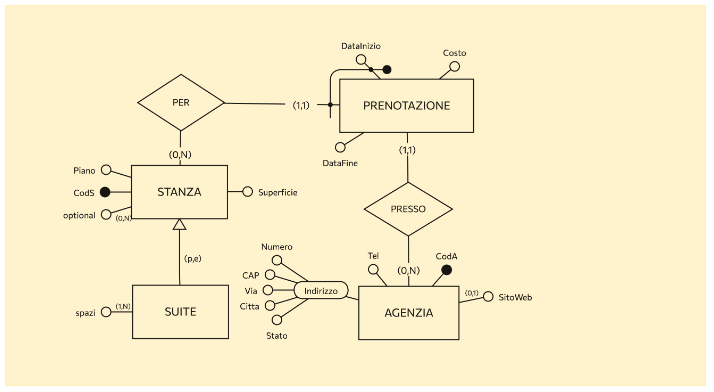 DataInizio
Costo
PER
(1,1)
PRENOTAZIONE
(0,N)
(1,1)
DataFine
Piano
CodS
STANZA
Superficie
optional
(0,N)
PRESSO
(p,e)
Numero
Tel
CodA
(0,N)
CAP
Via
Indirizzo
Citta
Stato
(0,1)
SitoWeb
spazi
(1,N)
SUITE
AGENZIA